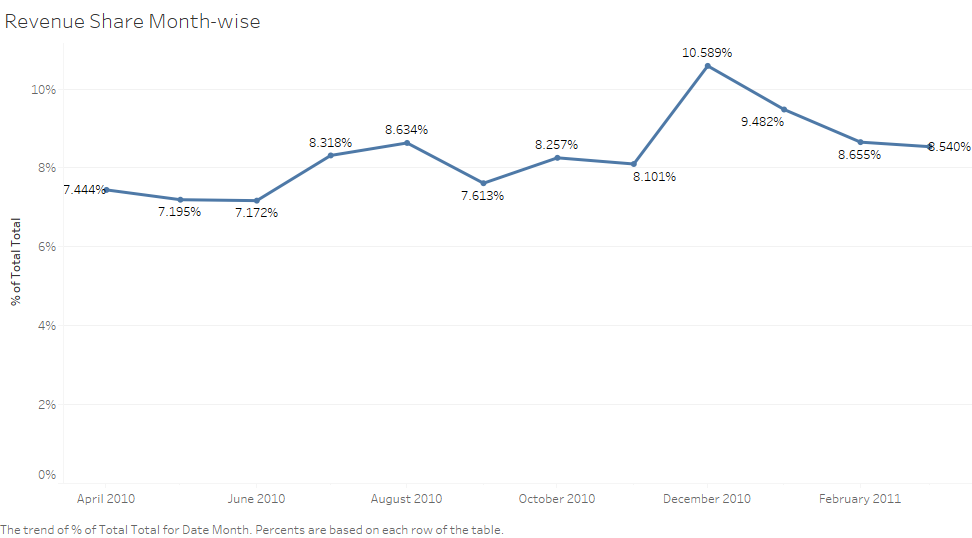 Revenue Share Month-wise
10.589%
10%
9.482%
8.634%
8.318%
8.257%
8.655%
8.540%
8%
8.101%
7.444%
7.613%
7.195%
7.172%
% of Total Total
6%
4%
2%
0%
April 2010
June 2010
August 2010
October 2010
December 2010
February 2011
The trend of % of Total Total for Date Month. Percents are based on each row of the table.